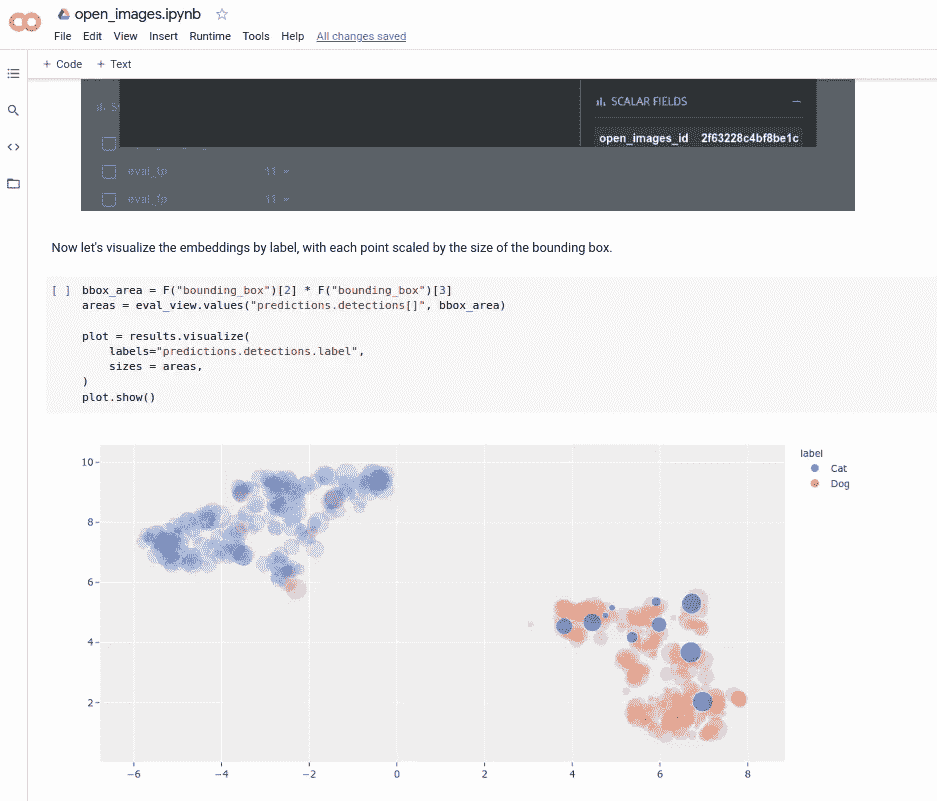 open_images.ipynb
File Edit View Insert Runtime Tools Help All changes saved
+ Code + Text
SCALAR FIELDS
open_images_id 2f63228c4bf8be1c
eval_tp
eval_fp
Now let's visualize the embeddings by label, with each point scaled by the size of the bounding box.
[ ] bbox_area = F("bounding_box")[2] * F("bounding_box")[3]
areas = eval_view.values("predictions.detections[]", bbox_area)
plot = results.visualize(
labels="predictions.detections.label",
sizes = areas,
)
plot.show()
label
Cat
Dog
10
8
6
4
2
−6 −4 −2 0 2 4 6 8